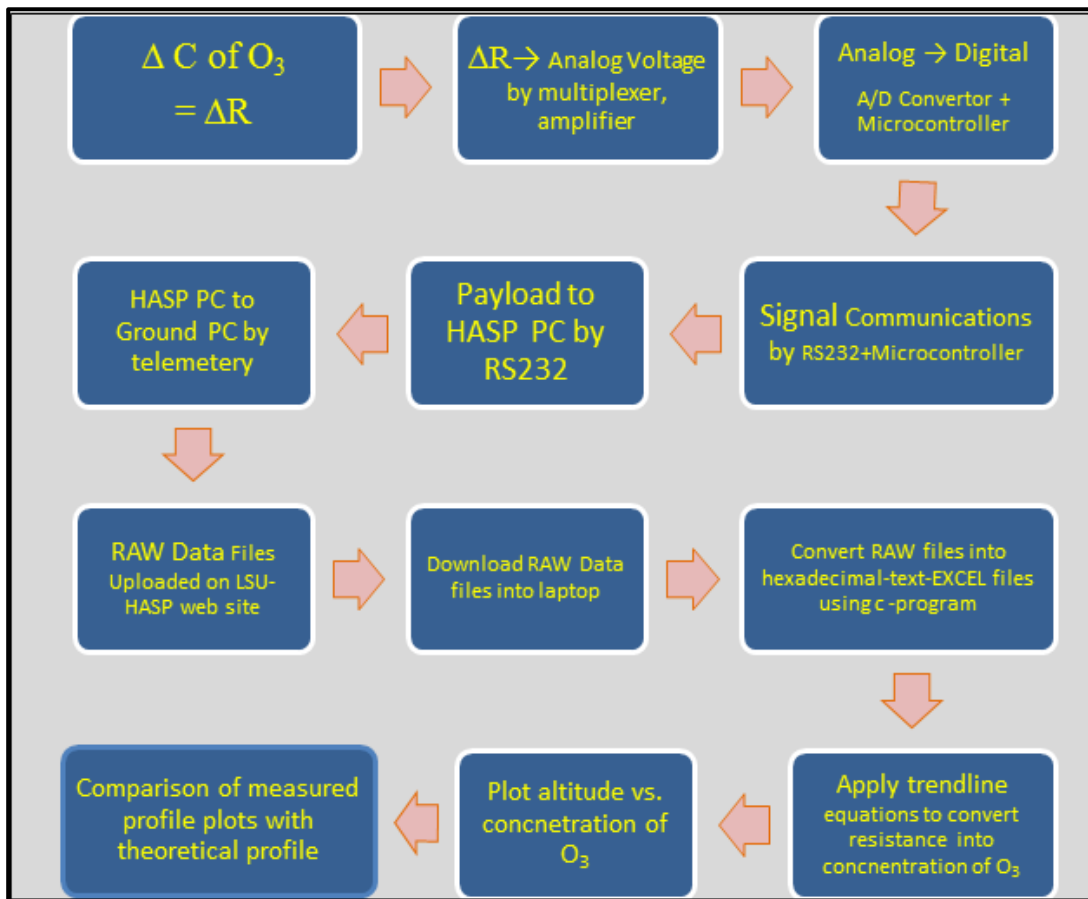 Δ C of O₃
= ΔR
ΔR→ Analog Voltage
by multiplexer,
amplifier
Analog → Digital
A/D Convertor +
Microcontroller
Signal Communications
by RS232+Microcontroller
Payload to
HASP PC by
RS232
HASP PC to
Ground PC by
telemetery
RAW Data Files
Uploaded on LSU-
HASP web site
Download RAW Data
files into laptop
Convert RAW files into
hexadecimal-text-EXCEL files
using c-program
Apply trendline
equations to convert
resistance into
concnentration of O₃
Plot altitude vs.
concnetration of
O₃
Comparison of measured
profile plots with
theoretical profile